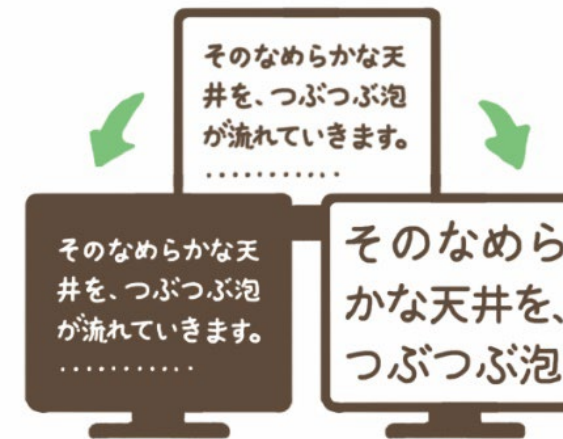 そのなめらかな天
井を、つぶつぶ泡
が流れていきます。
…………
そのなめらかな天
井を、つぶつぶ泡
が流れていきます。
…………
そのなめら
かな天井を、
つぶつぶ泡